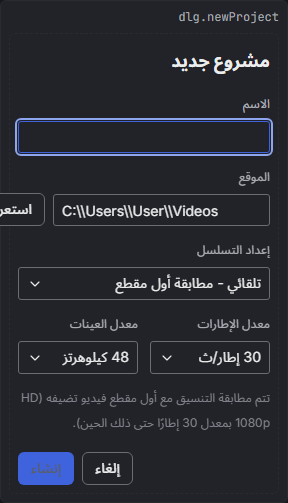 dlg.newProject
مشروع جديد
الاسم
الموقع
C:\\Users\\User\\Videos
استعر
إعداد التسلسل
تلقائي - مطابقة أول مقطع
معدل الإطارات
معدل العينات
30 إطار/ث
48 كيلوهرتز
تتم مطابقة التنسيق مع أول مقطع فيديو تضيفه (HD
1080p بمعدل 30 إطارًا حتى ذلك الحين).
إلغاء
إنشاء